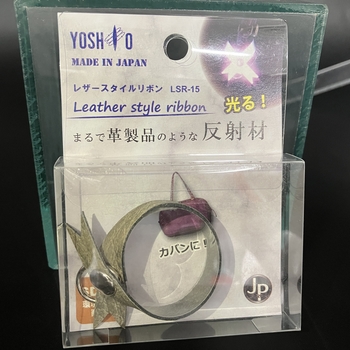 YOSHIO
MADE IN JAPAN
レザースタイルリボン LSR-15
Leather style ribbon
光る!
まるで革製品のような 反射材
カバンに!
Jp